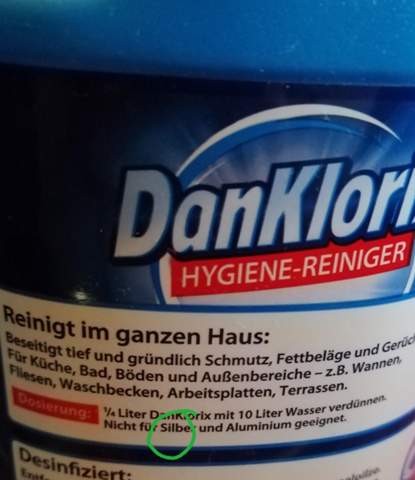 DanKlori
HYGIENE-REINIGER
Reinigt im ganzen Haus:
Beseitigt tief und gründlich Schmutz, Fettbeläge und Gerüc
Für Küche, Bad, Böden und Außenbereiche – z.B. Wannen,
Fliesen, Waschbecken, Arbeitsplatten, Terrassen.
Dosierung: ¼ Liter DanKlorix mit 10 Liter Wasser verdünnen.
Nicht für Silber und Aluminium geeignet.
Desinfiziert: